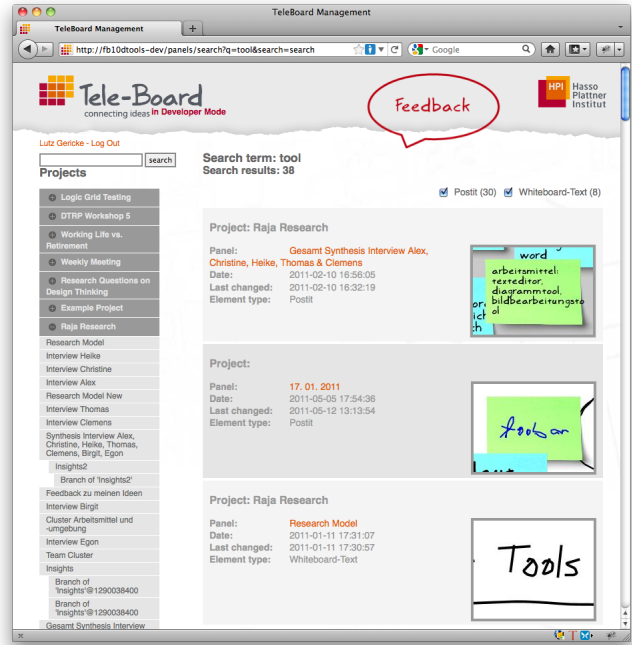 TeleBoard Management
TeleBoard Management
http://fb10dtools-dev/panels/search?q=tool&search=search
Google
Tele-Board
connecting ideas in Developer Mode
Feedback
HPI
Hasso
Plattner
Institut
Lutz Gericke - Log Out
search
Projects
Logic Grid Testing
DTRP Workshop 5
Working Life vs.
Retirement
Weekly Meeting
Research Questions on
Design Thinking
Example Project
Raja Research
Research Model
Interview Heike
Interview Christine
Interview Alex
Research Model New
Interview Thomas
Interview Clemens
Synthesis Interview Alex,
Christine, Heike, Thomas,
Clemens, Birgit, Egon
Insights2
Branch of 'Insights2'
Feedback zu meinen Ideen
Interview Birgit
Cluster Arbeitsmittel und
-umgebung
Interview Egon
Team Cluster
Insights
Branch of
'Insights'@1290038400
Branch of
'Insights'@1290038400
Gesamt Synthesis Interview
Search term: tool
Search results: 38
Postit (30) Whiteboard-Text (8)
Project: Raja Research
Panel: Gesamt Synthesis Interview Alex,
Christine, Heike, Thomas & Clemens
Date: 2011-02-10 16:56:05
Last changed: 2011-02-10 16:32:19
Element type: Postit
word
arbeitsmittel:
texteditor,
diagrammtool,
bildbearbeitungsto
ol
Project:
Panel: 17. 01. 2011
Date: 2011-05-05 17:54:36
Last changed: 2011-05-12 13:13:54
Element type: Postit
toolbar
Project: Raja Research
Panel: Research Model
Date: 2011-01-11 17:31:07
Last changed: 2011-01-11 17:30:57
Element type: Whiteboard-Text
Tools